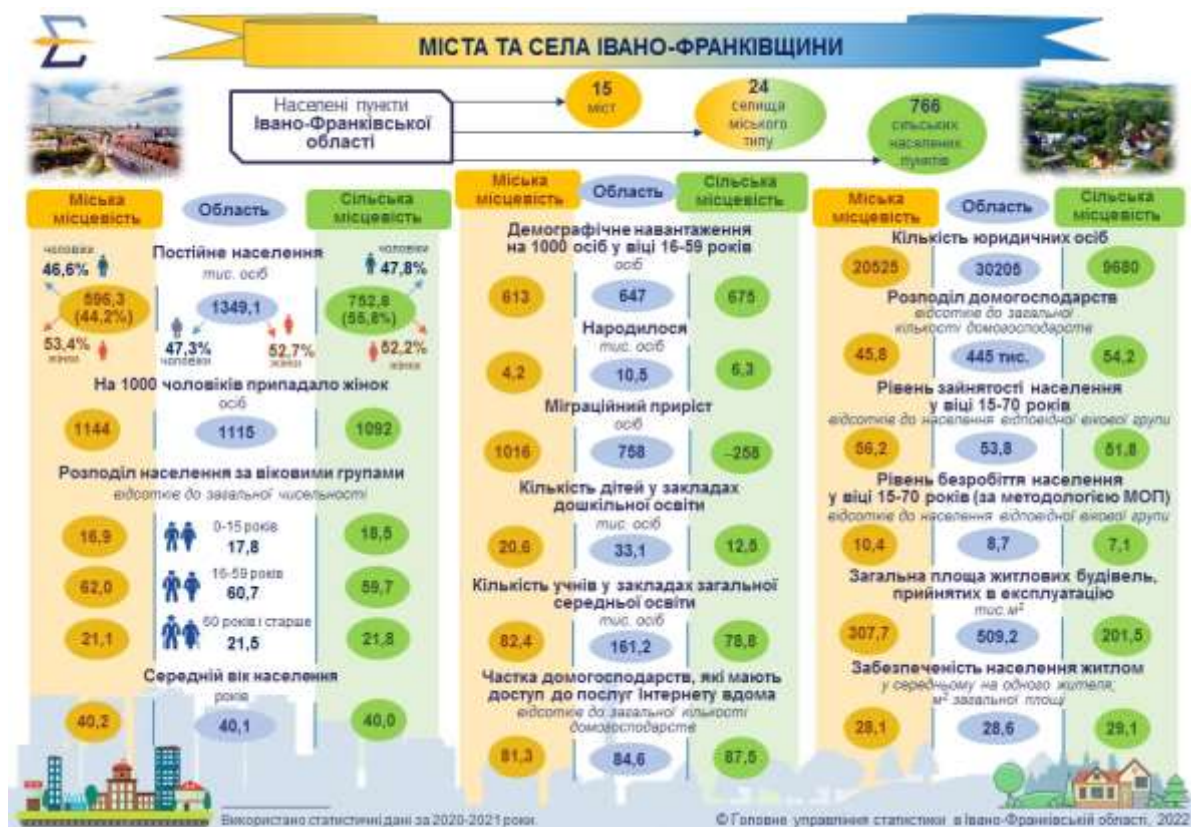 МІСТА ТА СЕЛА ІВАНО-ФРАНКІВЩИНИ
Населені пункти
Івано-Франківської
області
15
міст
24
селища
міського
типу
766
сільських
населених
пунктів
Міська
місцевість
Область
Сільська
місцевість
Постійне населення
тис. осіб
чоловіки
46,6%
596,3
(44,2%)
53,4%
жінки
1349,1
47,3%
чоловіки
52,7%
жінки
чоловіки
47,8%
752,8
(55,8%)
52,2%
жінки
На 1000 чоловіків припадало жінок
осіб
1144
1115
1092
Розподіл населення за віковими групами
відсотків до загальної чисельності
16,9
0-15 років
17,8
18,5
62,0
16-59 років
60,7
59,7
21,1
60 років і старше
21,5
21,8
Середній вік населення
років
40,2
40,1
40,0
Міська
місцевість
Область
Сільська
місцевість
Демографічне навантаження
на 1000 осіб у віці 16-59 років
осіб
613
647
675
Народилося
тис. осіб
4,2
10,5
6,3
Міграційний приріст
осіб
1016
758
–258
Кількість дітей у закладах
дошкільної освіти
тис. осіб
20,6
33,1
12,5
Кількість учнів у закладах загальної
середньої освіти
тис. осіб
82,4
161,2
78,8
Частка домогосподарств, які мають
доступ до послуг Інтернету вдома
відсотків до загальної кількості
домогосподарств
81,3
84,6
87,5
Міська
місцевість
Область
Сільська
місцевість
Кількість юридичних осіб
20525
30205
9680
Розподіл домогосподарств
відсотків до загальної
кількості домогосподарств
45,8
445 тис.
54,2
Рівень зайнятості населення
у віці 15-70 років
відсотків до населення відповідної вікової групи
56,2
53,8
51,8
Рівень безробіття населення
у віці 15-70 років (за методологією МОП)
відсотків до населення відповідної вікової групи
10,4
8,7
7,1
Загальна площа житлових будівель,
прийнятих в експлуатацію
тис.м²
307,7
509,2
201,5
Забезпеченість населення житлом
у середньому на одного жителя,
м² загальної площі
28,1
28,6
29,1
Використано статистичні дані за 2020-2021 роки.
© Головне управління статистики в Івано-Франківській області, 2022